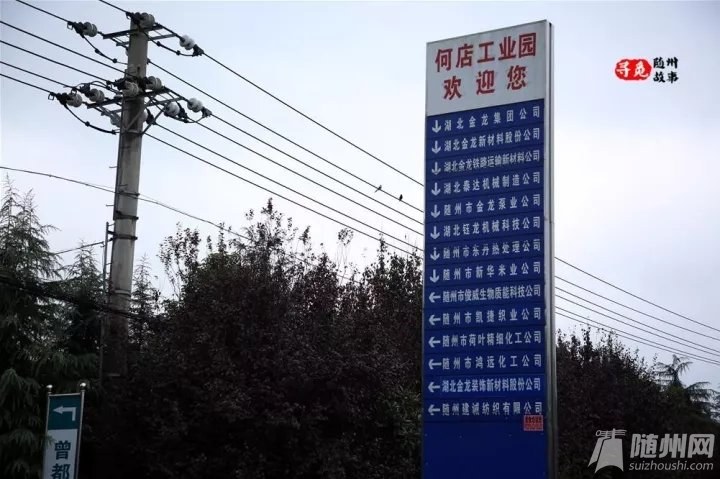 何店工业园
欢迎您
湖北金龙集团公司
湖北金龙新材料股份公司
湖北金龙铁路运输新材料公司
湖北泰达机械制造公司
随州市金龙泵业公司
湖北钰龙机械科技公司
随州市东丹热处理公司
随州市新华米业公司
随州市俊威生物质能科技公司
随州市凯捷织业公司
随州市荷叶精细化工公司
随州市鸿远化工公司
湖北金龙装饰新材料股份公司
随州建诚纺织有限公司
曾都
寻觅
随州
故事
随州网
suizhoushi.com